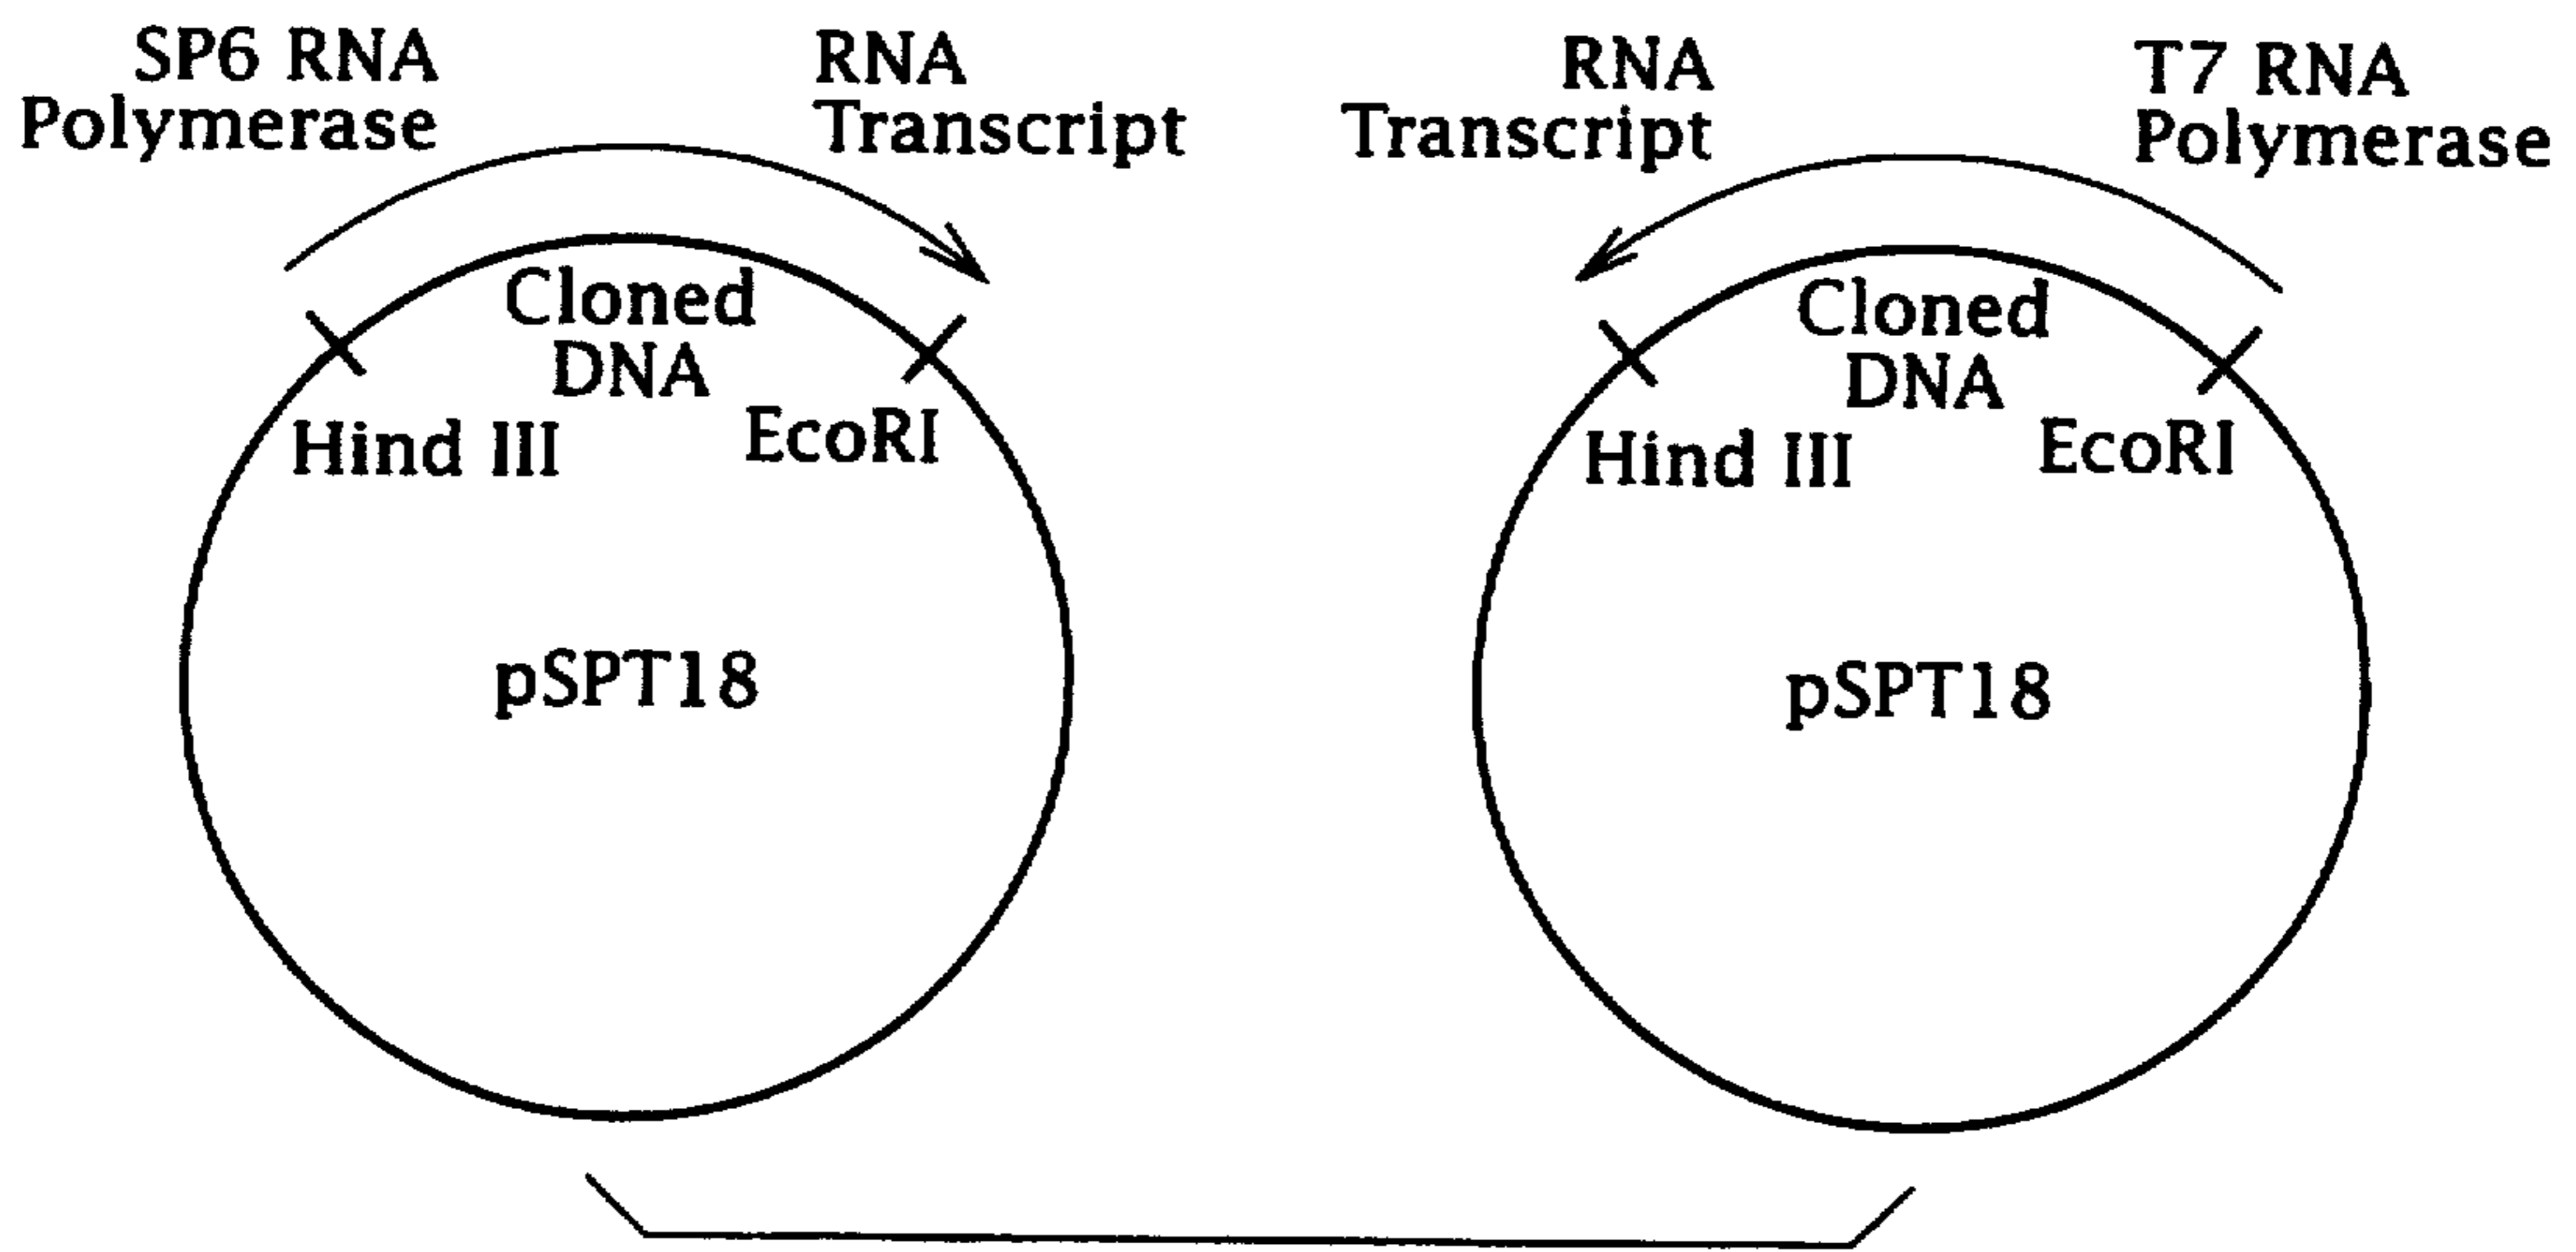 SP6 RNA
Polymerase
RNA
Transcript
Cloned
DNA
Hind III
EcoRI
pSPT18
RNA
Transcript
T7 RNA
Polymerase
Cloned
DNA
Hind III
EcoRI
pSPT18